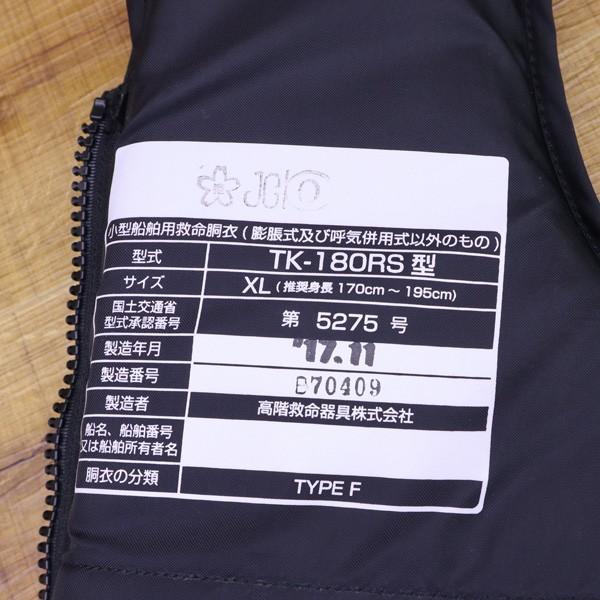 JCI
小型船舶用救命胴衣(膨脹式及び呼気併用式以外のもの)
型式 TK-180RS 型
サイズ XL(推奨身長 170cm~195cm)
国土交通省
型式承認番号 第 5275 号
製造年月 '17.11
製造番号 B70409
製造者 高階救命器具株式会社
船名、船舶番号
又は船舶所有者名
胴衣の分類 TYPE F